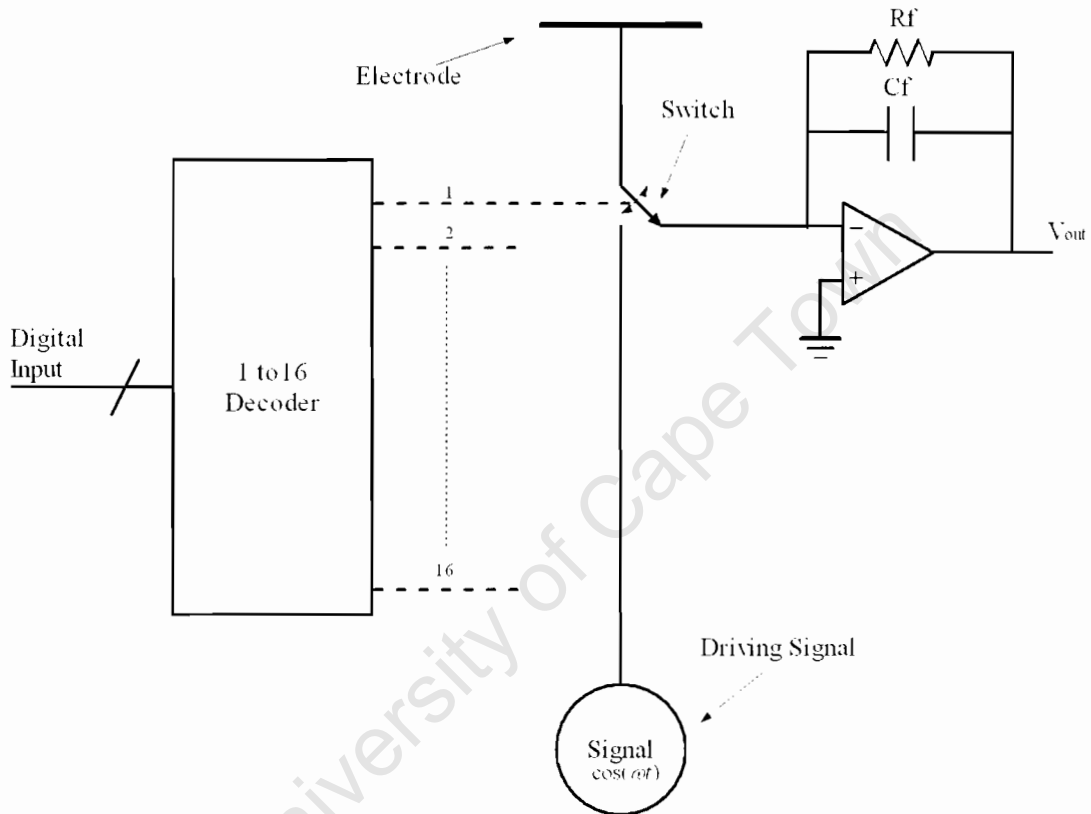 Rf
Cf
Electrode
Switch
1
2
Vout
Digital
Input
1 to16
Decoder
16
Driving Signal
Signal
cos(ωt)
University of Cape Town